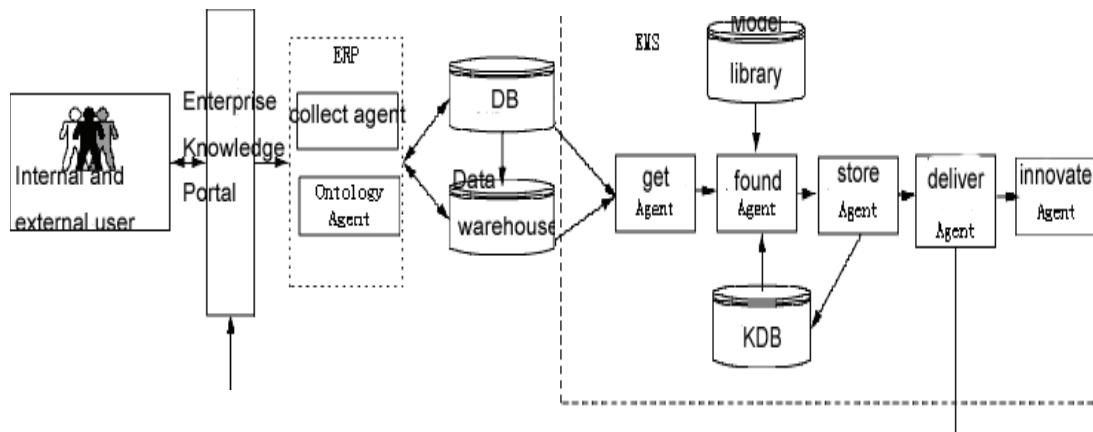 Internal and
external user
Enterprise
Knowledge
Portal
ERP
collect agent
Ontology
Agent
DB
Data
warehouse
KMS
Model
library
get
Agent
found
Agent
store
Agent
deliver
Agent
innovate
Agent
KDB